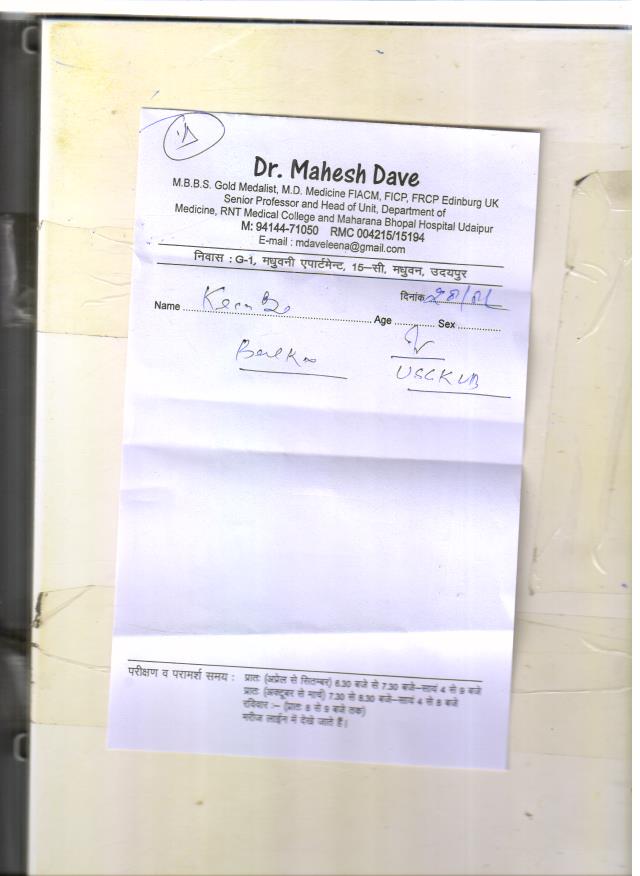 Dr. Mahesh Dave
M.B.B.S. Gold Medalist, M.D. Medicine FIACM, FICP, FRCP Edinburg UK
Senior Professor and Head of Unit, Department of
Medicine, RNT Medical College and Maharana Bhopal Hospital Udaipur
M: 94144-71050 RMC 004215/15194
E-mail : mdaveleena@gmail.com
निवास : G-1, मधुवनी एपार्टमेन्ट, 15–सी, मधुवन, उदयपुर
दिनांक
Name Age Sex
परीक्षण व परामर्श समय : प्रातः (अप्रेल से सितम्बर) 6.30 बजे से 7.30 बजे–सायं 4 से 9 बजे
प्रातः (अक्टूबर से मार्च) 7.30 से 8.30 बजे–सायं 4 से 8 बजे
रविवार :– (प्रातः 8 से 9 बजे तक)
मरीज लाईन में देखे जाते हैं।